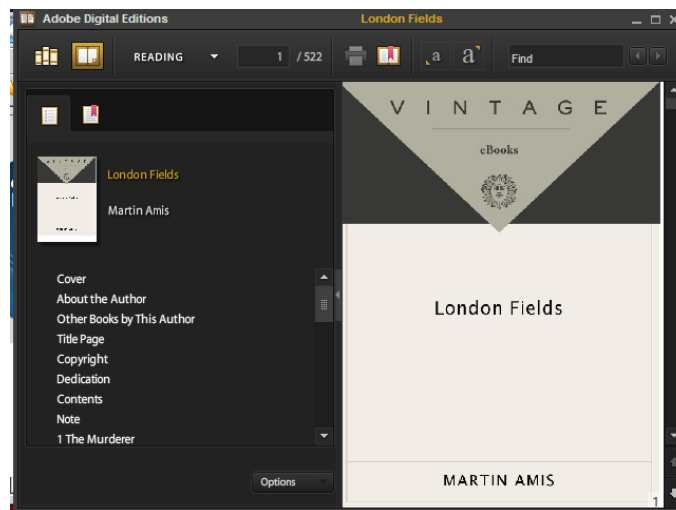 Adobe Digital Editions
London Fields
READING
1 / 522
a
a
Find
London Fields
Martin Amis
Cover
About the Author
Other Books by This Author
Title Page
Copyright
Dedication
Contents
Note
1 The Murderer
Options
VINTAGE
eBooks
London Fields
MARTIN AMIS
1